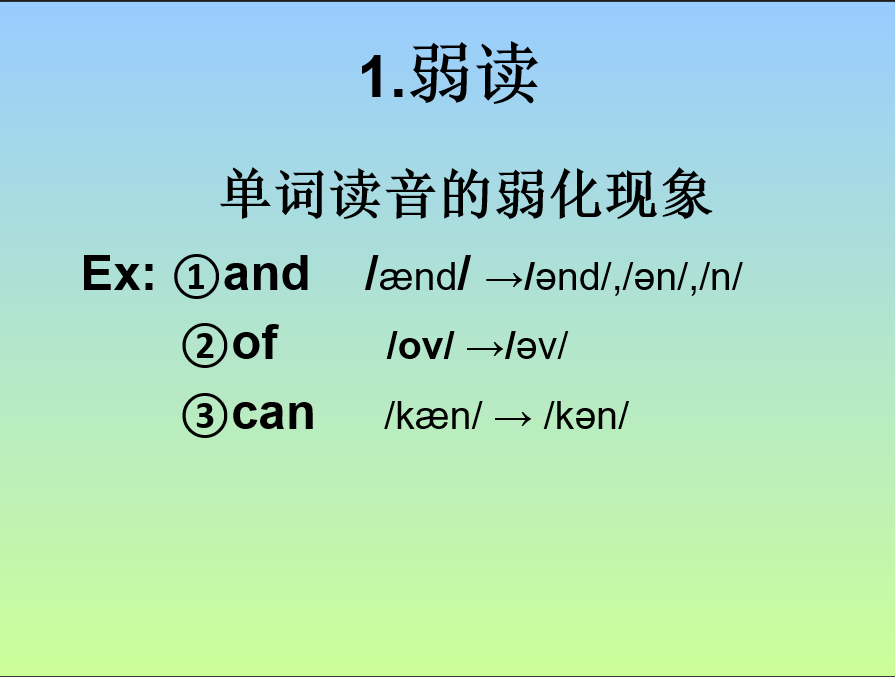 1.弱读
单词读音的弱化现象
Ex: ①and /ænd/ →/ənd/,/ən/,/n/
②of /ov/ →/əv/
③can /kæn/ → /kən/